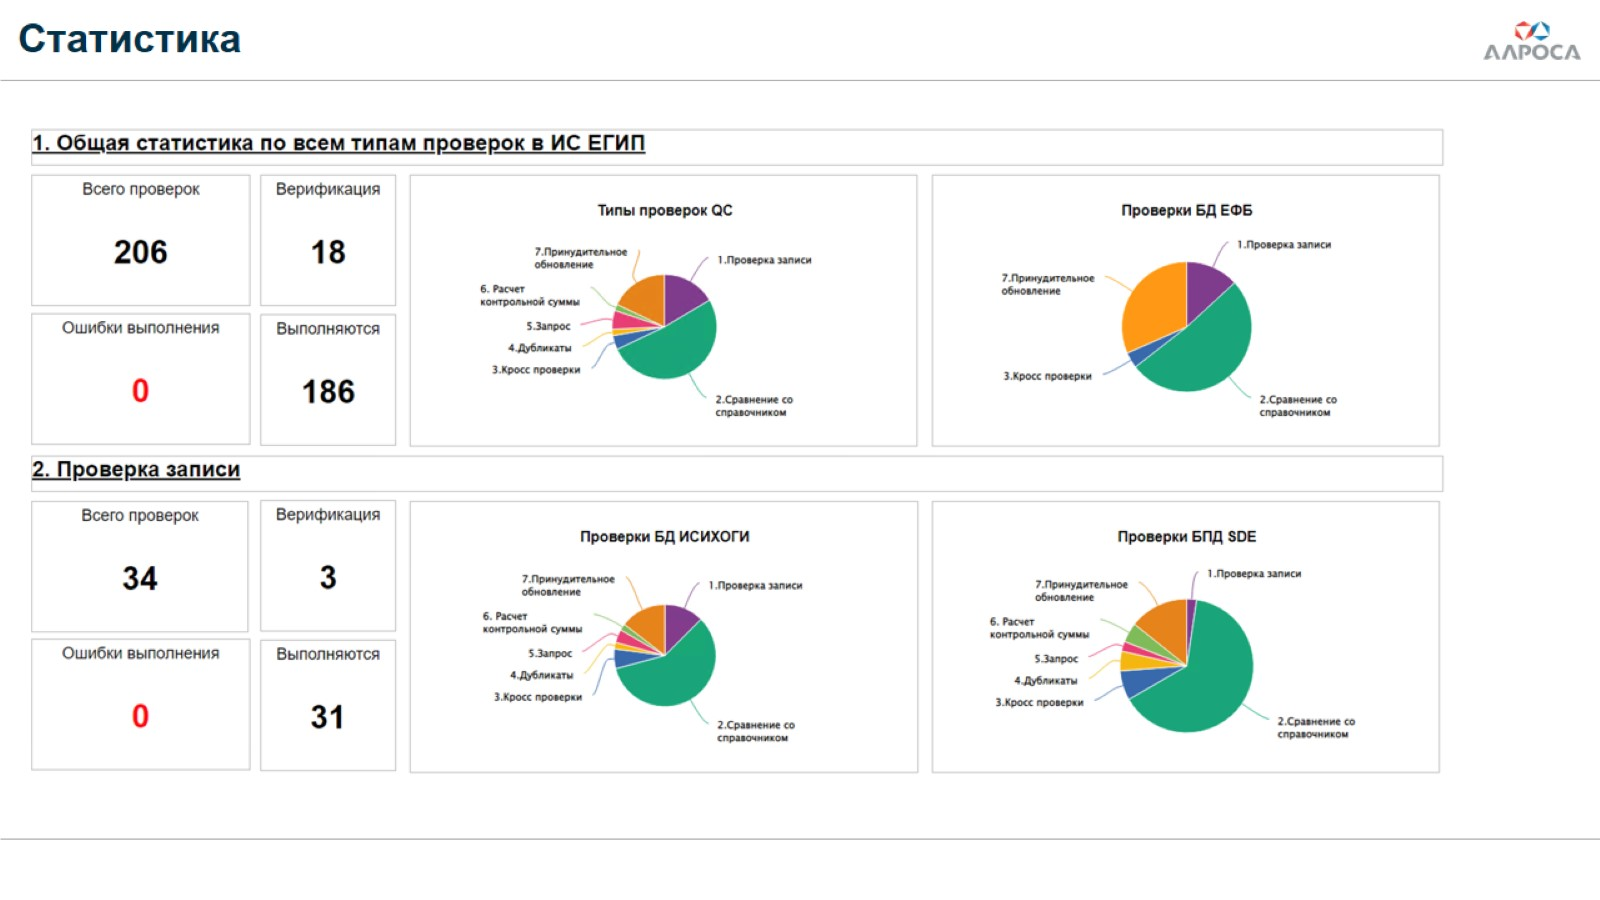 Статистика
АЛРОСА
1. Общая статистика по всем типам проверок в ИС ЕГИП
Всего проверок
206
Верификация
18
Ошибки выполнения
0
Выполняются
186
Типы проверок QC
7.Принудительное
обновление
1.Проверка записи
6. Расчет
контрольной суммы
5.Запрос
4.Дубликаты
3.Кросс проверки
2.Сравнение со
справочником
Проверки БД ЕФБ
1.Проверка записи
7.Принудительное
обновление
3.Кросс проверки
2.Сравнение со
справочником
2. Проверка записи
Всего проверок
34
Верификация
3
Ошибки выполнения
0
Выполняются
31
Проверки БД ИСИХОГИ
7.Принудительное
обновление
1.Проверка записи
6. Расчет
контрольной суммы
5.Запрос
4.Дубликаты
3.Кросс проверки
2.Сравнение со
справочником
Проверки БПД SDE
1.Проверка записи
7.Принудительное
обновление
6. Расчет
контрольной суммы
5.Запрос
4.Дубликаты
3.Кросс проверки
2.Сравнение со
справочником